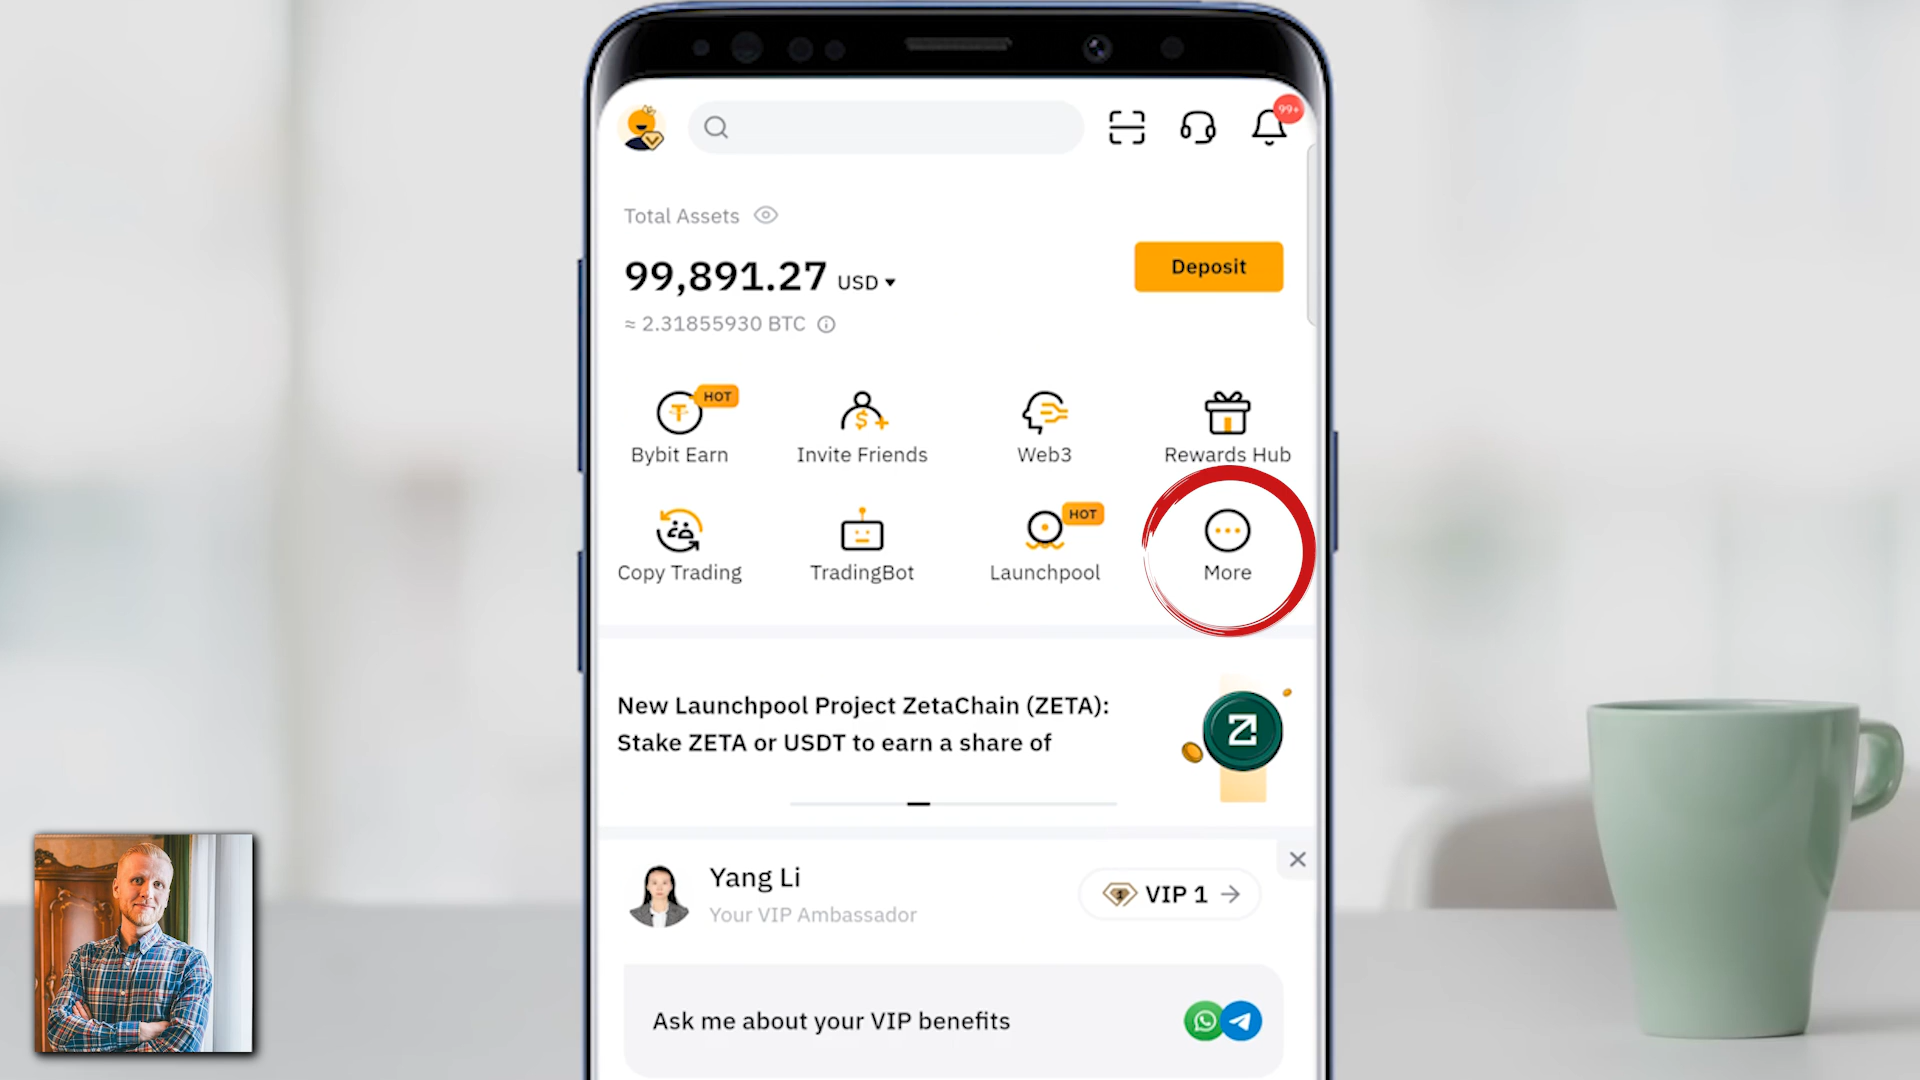 99+
Total Assets
99,891.27 USD
Deposit
≈ 2.31855930 BTC
HOT
Bybit Earn
Invite Friends
Web3
Rewards Hub
HOT
Copy Trading
TradingBot
Launchpool
More
New Launchpool Project ZetaChain (ZETA):
Stake ZETA or USDT to earn a share of
Yang Li
Your VIP Ambassador
VIP 1
Ask me about your VIP benefits